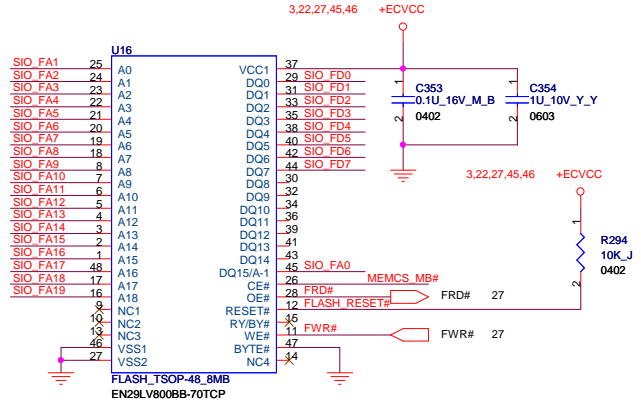 3,22,27,45,46 +ECVCC
U16
SIO_FA1 25 A0 VCC1 37
SIO_FA2 24 A1 DQ0 29 SIO_FD0
SIO_FA3 23 A2 DQ1 31 SIO_FD1
SIO_FA4 22 A3 DQ2 33 SIO_FD2
SIO_FA5 21 A4 DQ3 35 SIO_FD3
SIO_FA6 20 A5 DQ4 38 SIO_FD4
SIO_FA7 19 A6 DQ5 40 SIO_FD5
SIO_FA8 18 A7 DQ6 42 SIO_FD6
SIO_FA9 8 A8 DQ7 44 SIO_FD7
SIO_FA10 7 A9 DQ8 30
SIO_FA11 6 A10 DQ9 32
SIO_FA12 5 A11 DQ10 34
SIO_FA13 4 A12 DQ11 36
SIO_FA14 3 A13 DQ12 39
SIO_FA15 2 A14 DQ13 41
SIO_FA16 1 A15 DQ14 43
SIO_FA17 48 A16 DQ15/A-1 45 SIO_FA0
SIO_FA18 17 A17 CE# 26 MEMCS_MB#
SIO_FA19 16 A18 OE# 28 FRD# FRD# 27
9 NC1 RESET# 12 FLASH_RESET#
10 NC2 RY/BY# 15
13 NC3 WE# 11 FWR# FWR# 27
46 VSS1 BYTE# 47
27 VSS2 NC4 14
FLASH_TSOP-48_8MB
EN29LV800BB-70TCP
1
C353
0.1U_16V_M_B
0402
2
1
C354
1U_10V_Y_Y
0603
2
3,22,27,45,46 +ECVCC
1
R294
10K_J
0402
2